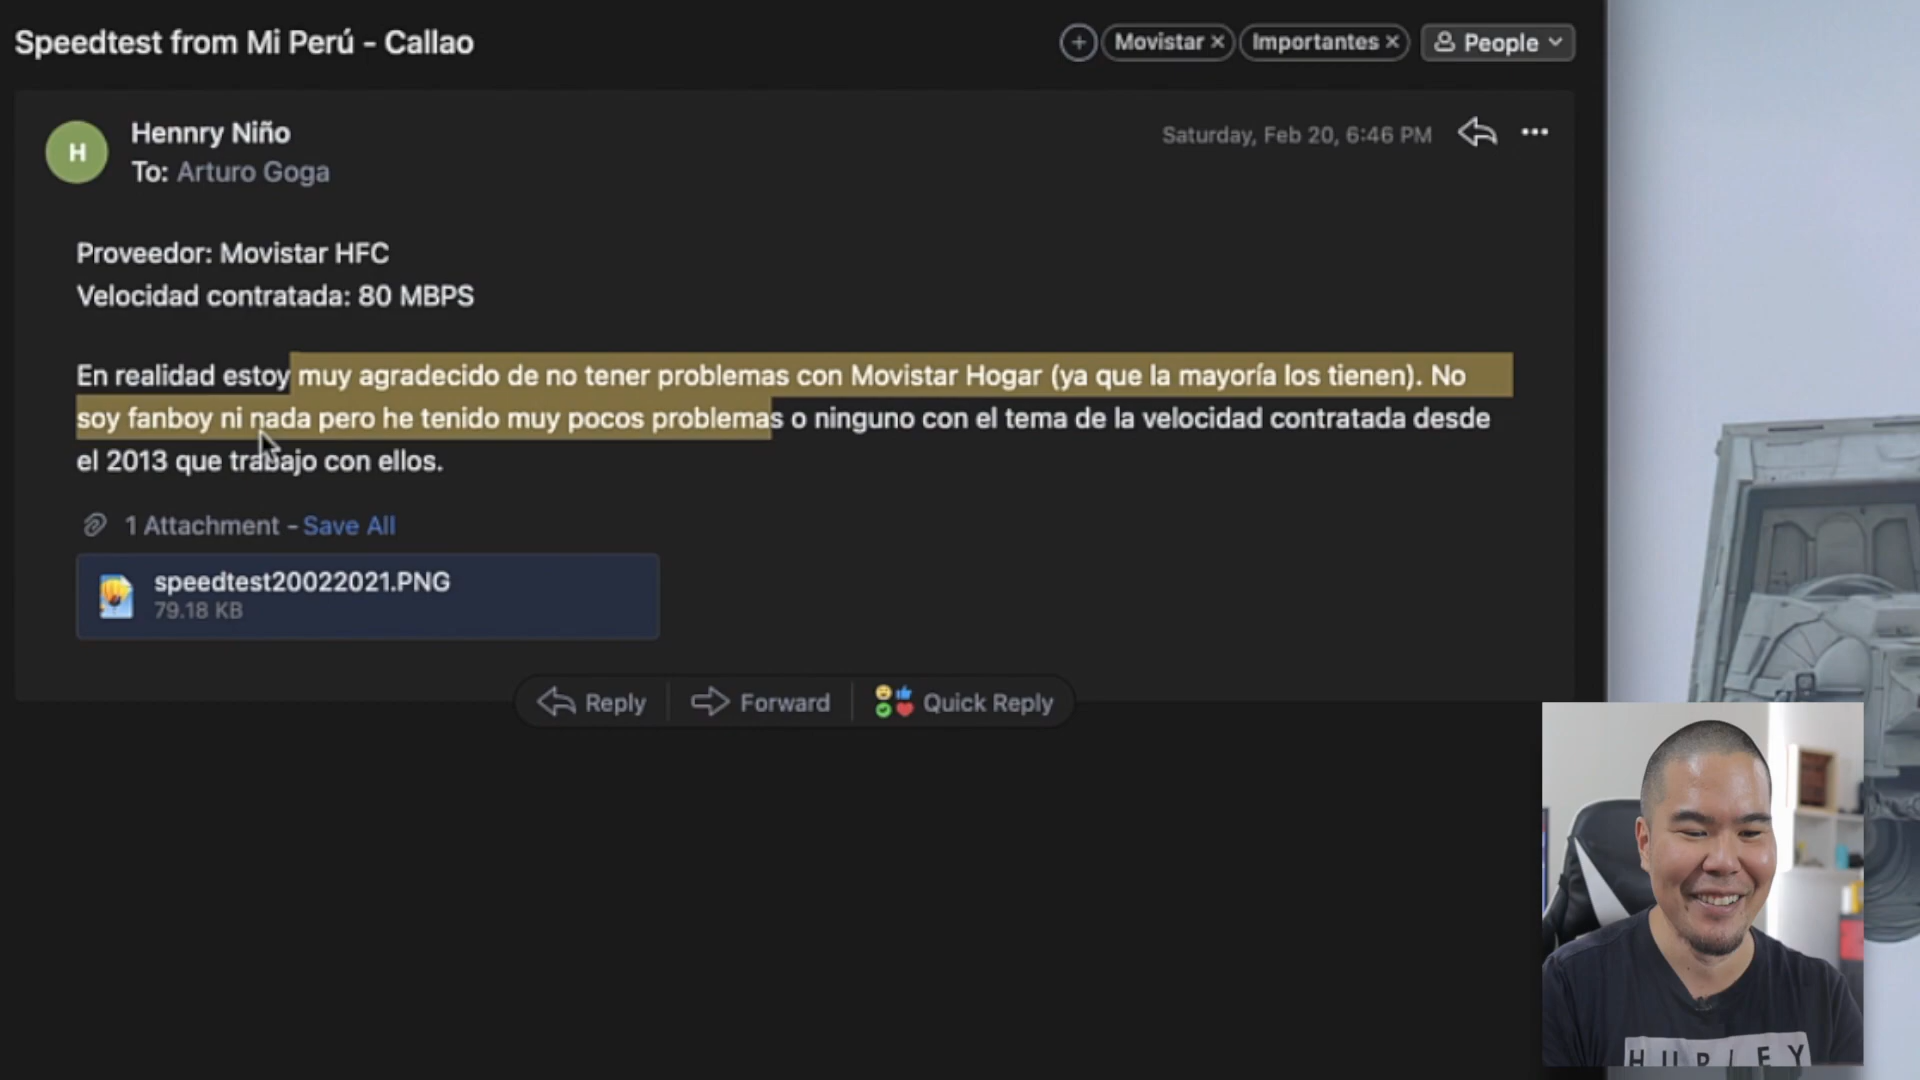 Speedtest from Mi Perú - Callao
Movistar ×
Importantes ×
People
H
Hennry Niño
Saturday, Feb 20, 6:46 PM
To: Arturo Goga
Proveedor: Movistar HFC
Velocidad contratada: 80 MBPS
En realidad estoy muy agradecido de no tener problemas con Movistar Hogar (ya que la mayoría los tienen). No
soy fanboy ni nada pero he tenido muy pocos problemas o ninguno con el tema de la velocidad contratada desde
el 2013 que trabajo con ellos.
1 Attachment - Save All
speedtest20022021.PNG
79.18 KB
Reply
Forward
Quick Reply
HURLEY